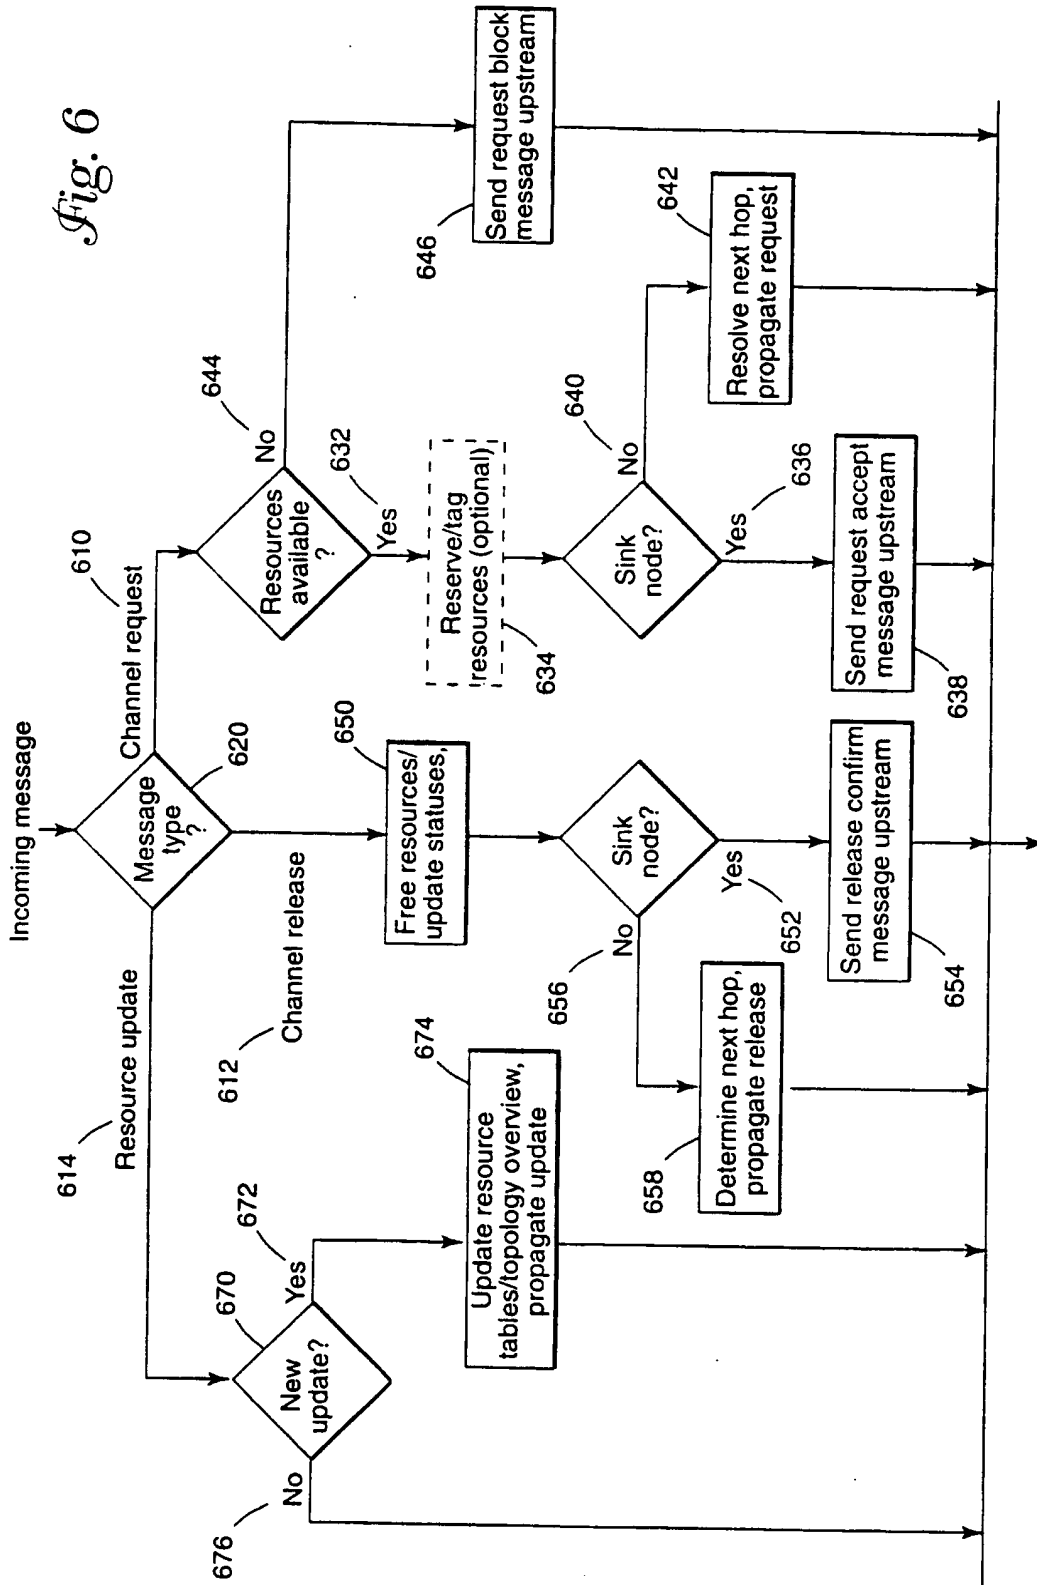 Fig. 6
Incoming message
Message
type
?
620
Resource update
614
Channel request
610
Channel release
612
New
update?
670
Yes
672
No
676
Update resource
tables/topology overview,
propagate update
674
Free resources/
update statuses,
650
Sink
node?
No
656
Yes
652
Determine next hop,
propagate release
658
Send release confirm
message upstream
654
Resources
available
?
No
644
Yes
632
Reserve/tag
resources (optional)
634
Sink
node?
No
640
Yes
636
Send request accept
message upstream
638
Resolve next hop,
propagate request
642
Send request block
message upstream
646